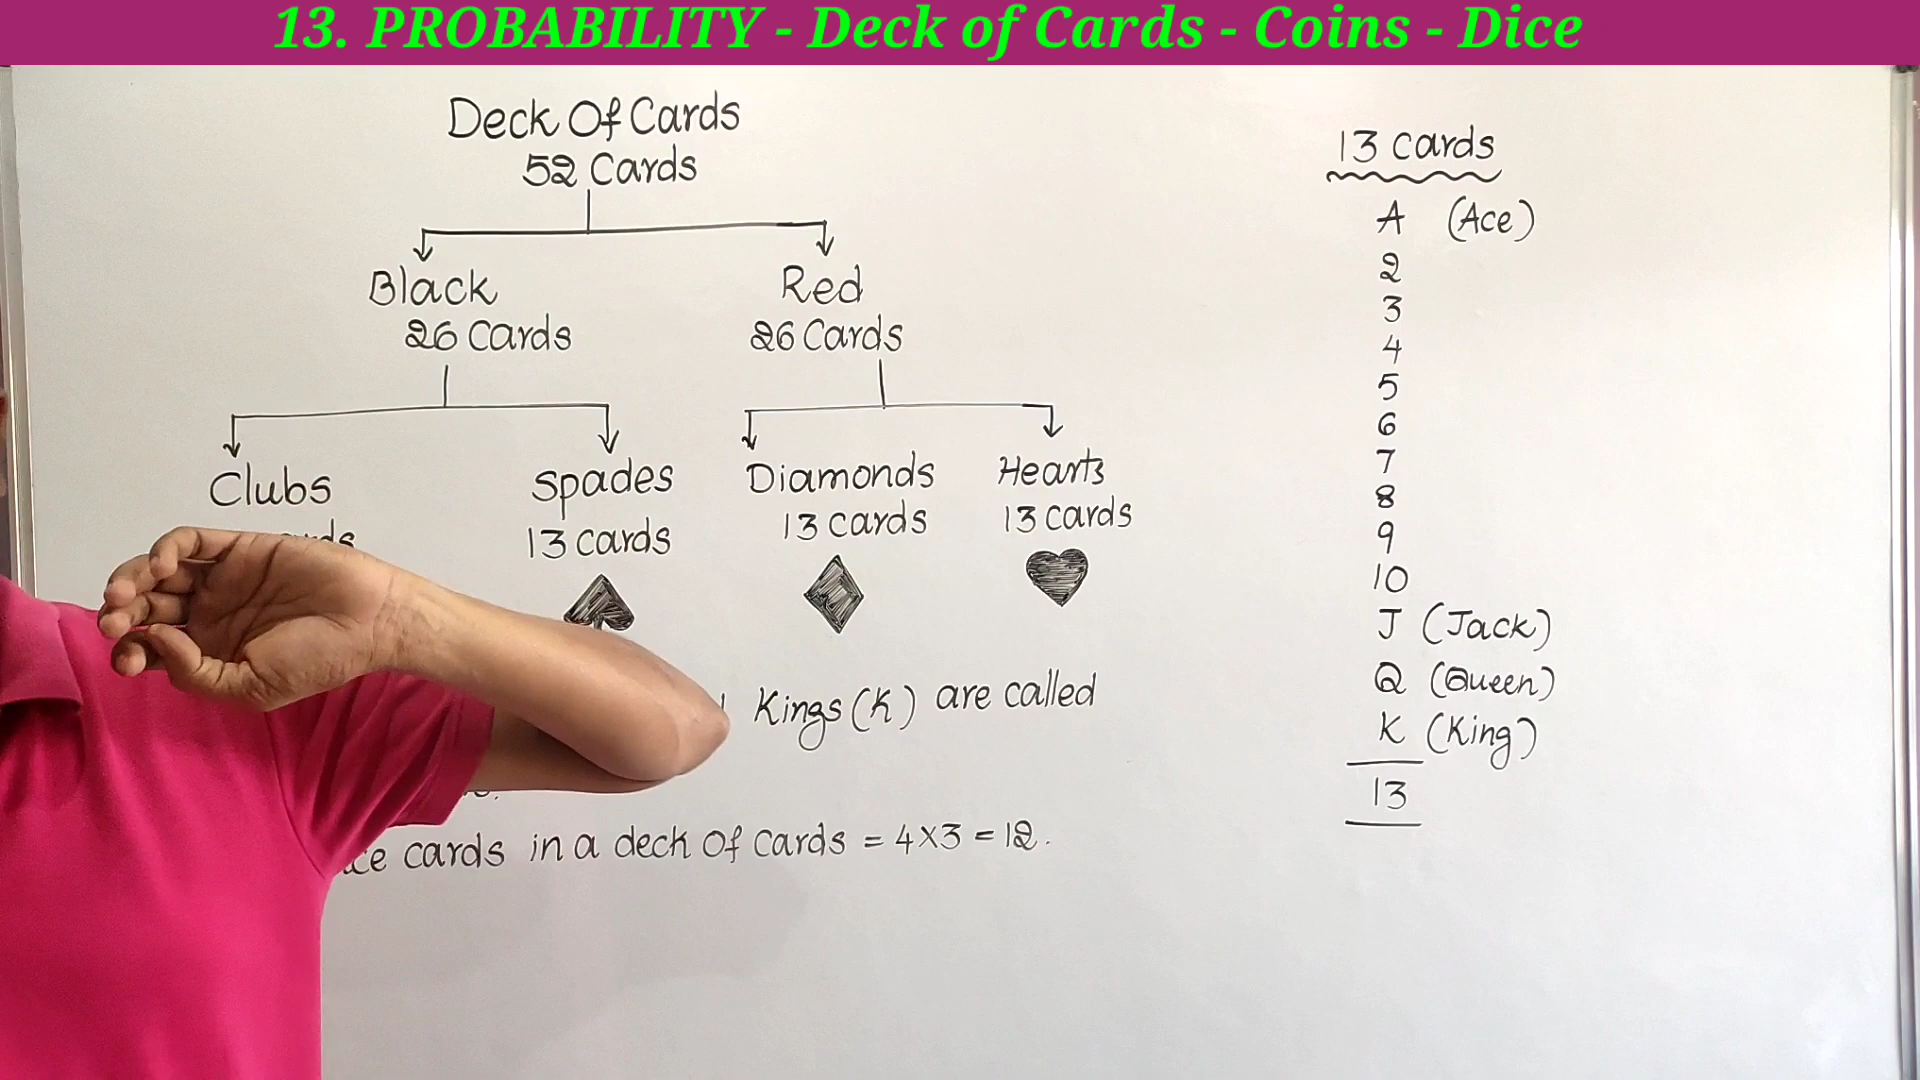 13. PROBABILITY - Deck of Cards - Coins - Dice
Deck Of Cards
52 Cards
Black
26 Cards
Red
26 Cards
Clubs
Spades
13 cards
Diamonds
13 cards
Hearts
13 cards
Kings (K) are called
cards in a deck of cards = 4×3 = 12.
13 cards
A (Ace)
2
3
4
5
6
7
8
9
10
J (Jack)
Q (Queen)
K (King)
13